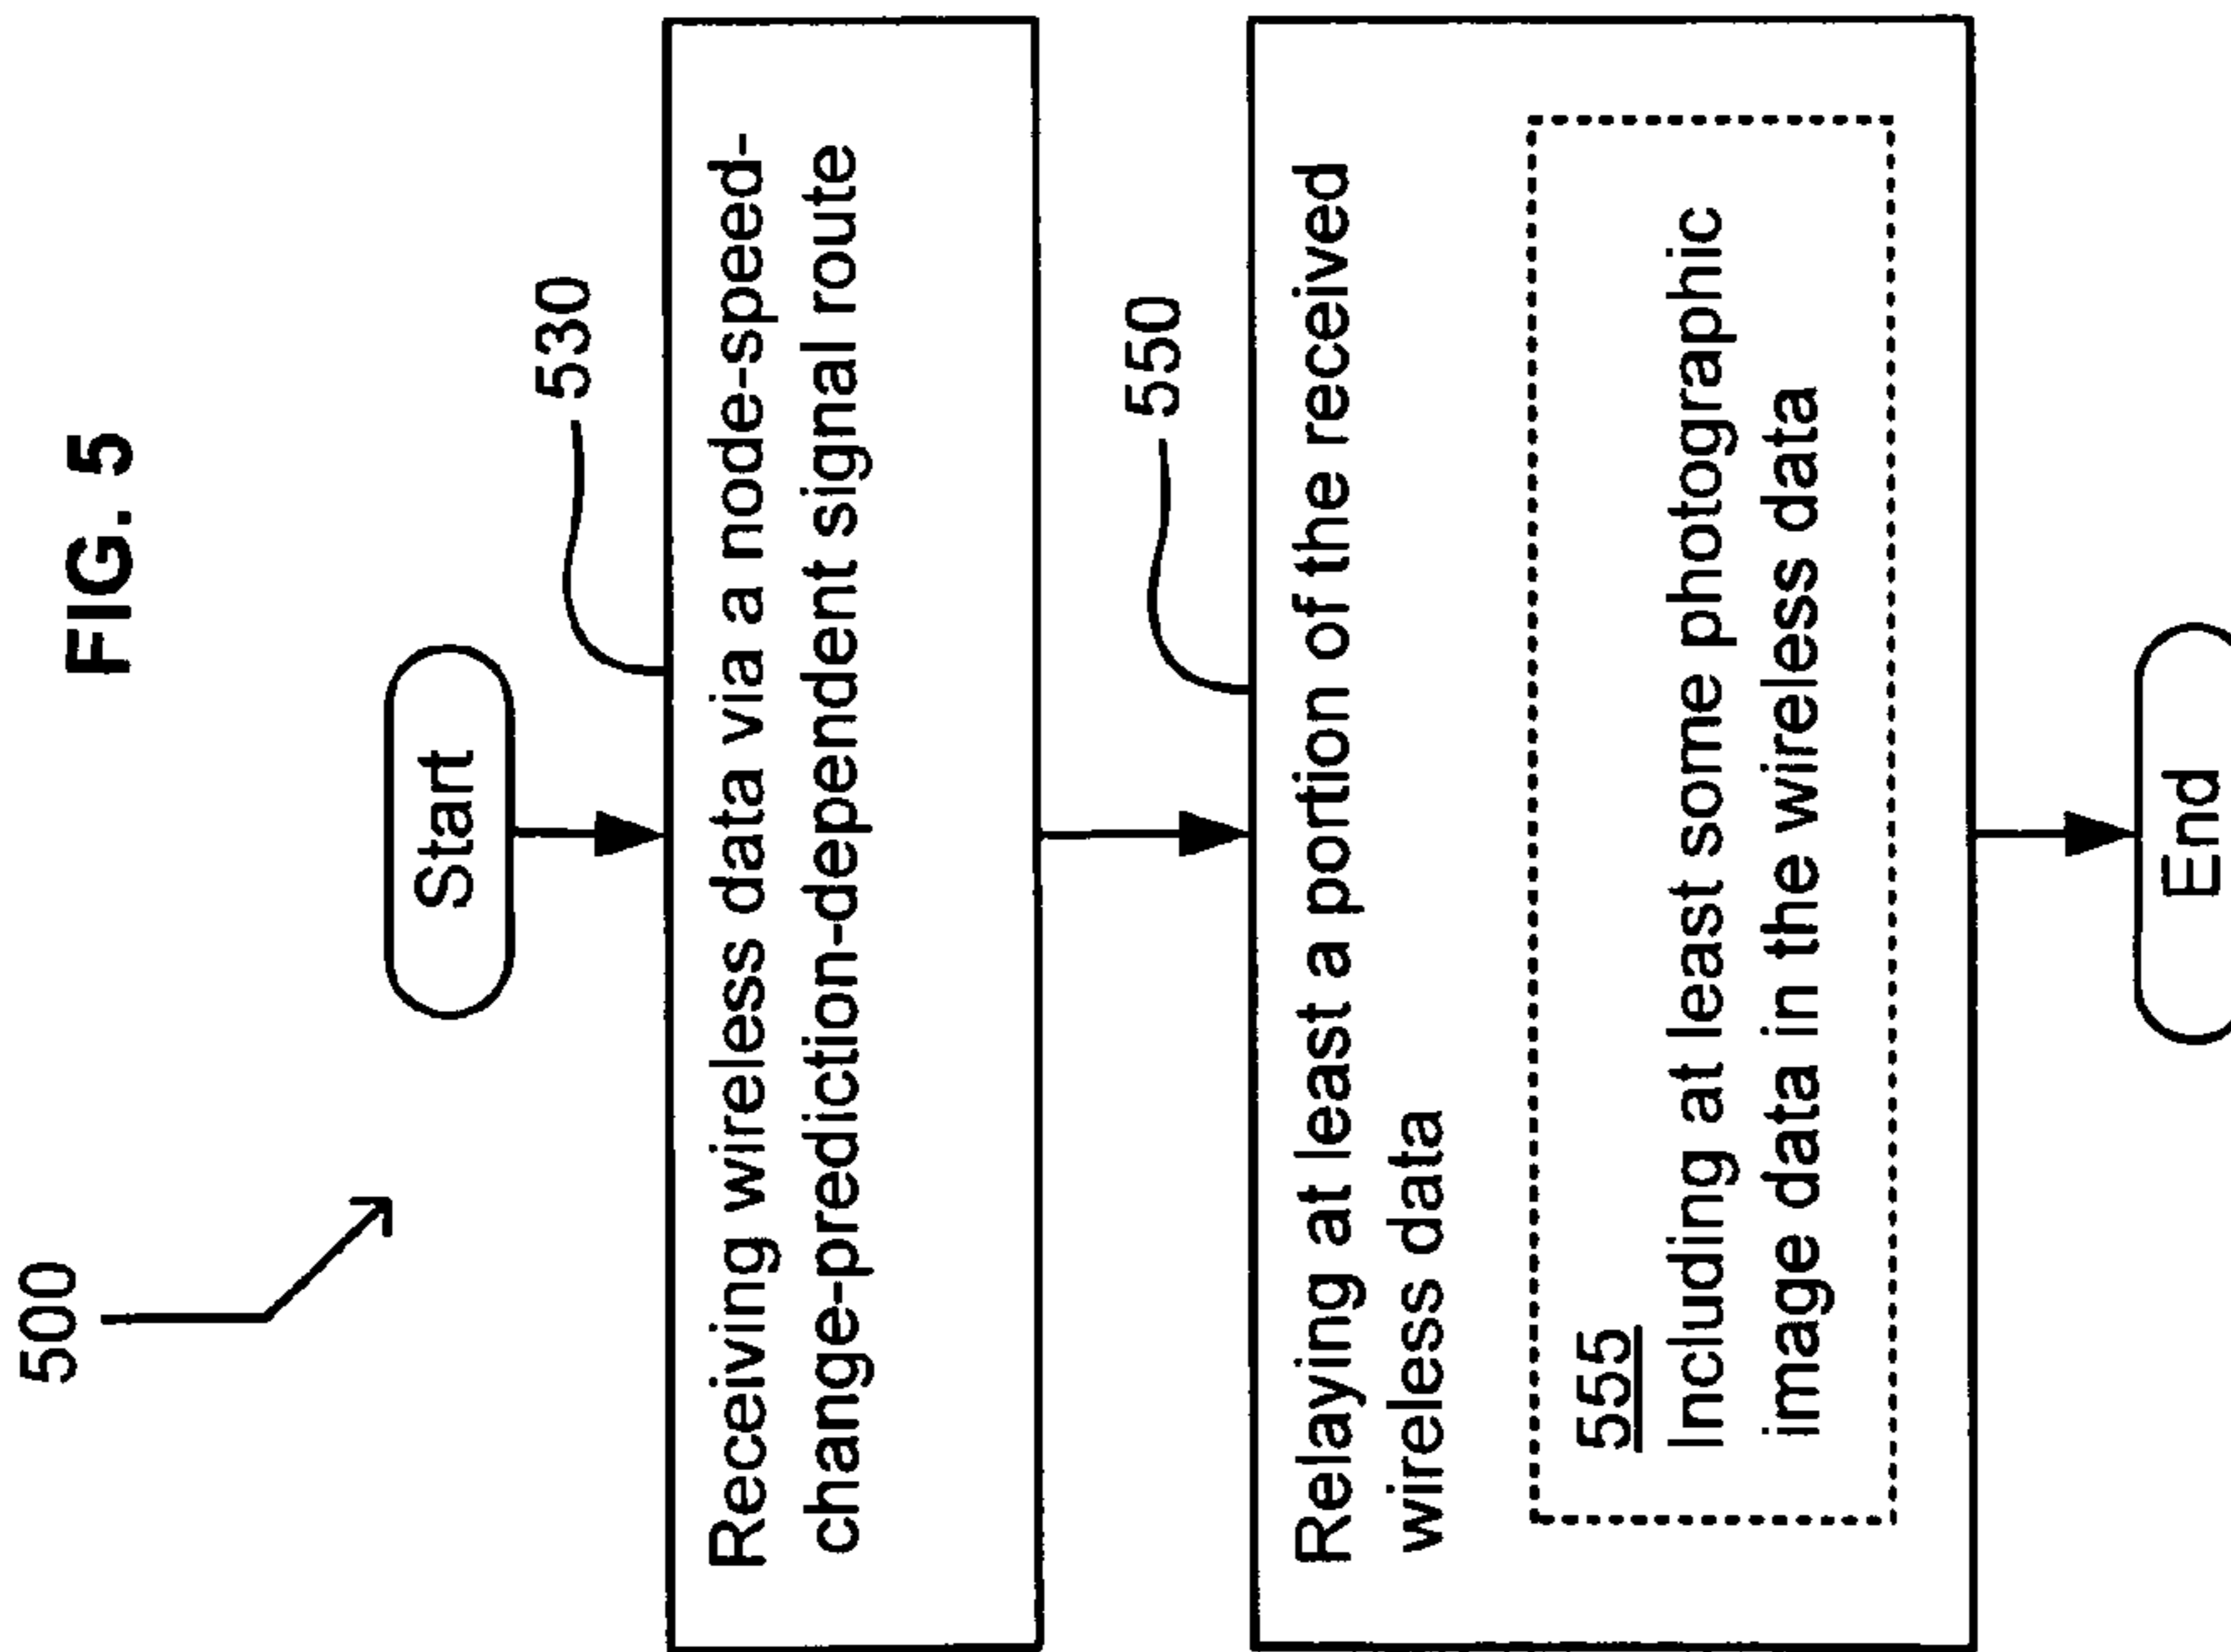 FIG. 5
500
Start
530
Receiving wireless data via a node-speed-
change-prediction-dependent signal route
550
Relaying at least a portion of the received
wireless data
555
Including at least some photographic
image data in the wireless data
End